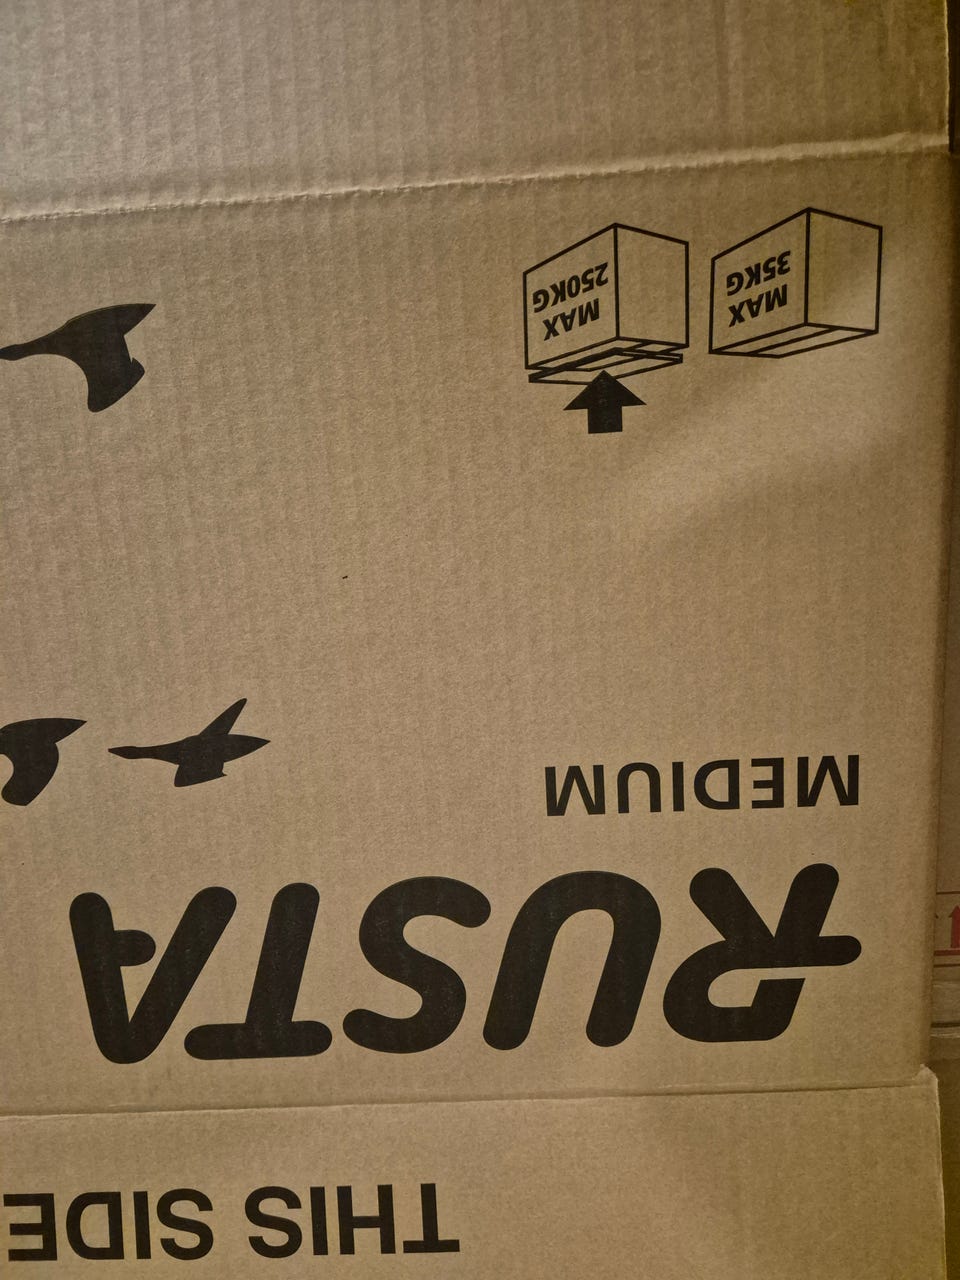 THIS SIDE
RUSTA
MEDIUM
MAX
35KG
MAX
250KG